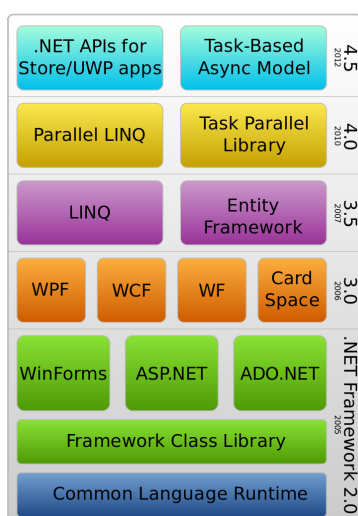 .NET APIs for
Store/UWP apps
Task-Based
Async Model
4.5
2012
Parallel LINQ
Task Parallel
Library
4.0
2010
LINQ
Entity
Framework
3.5
2007
WPF
WCF
WF
Card
Space
3.0
2006
WinForms
ASP.NET
ADO.NET
Framework Class Library
Common Language Runtime
.NET Framework 2.0
2005